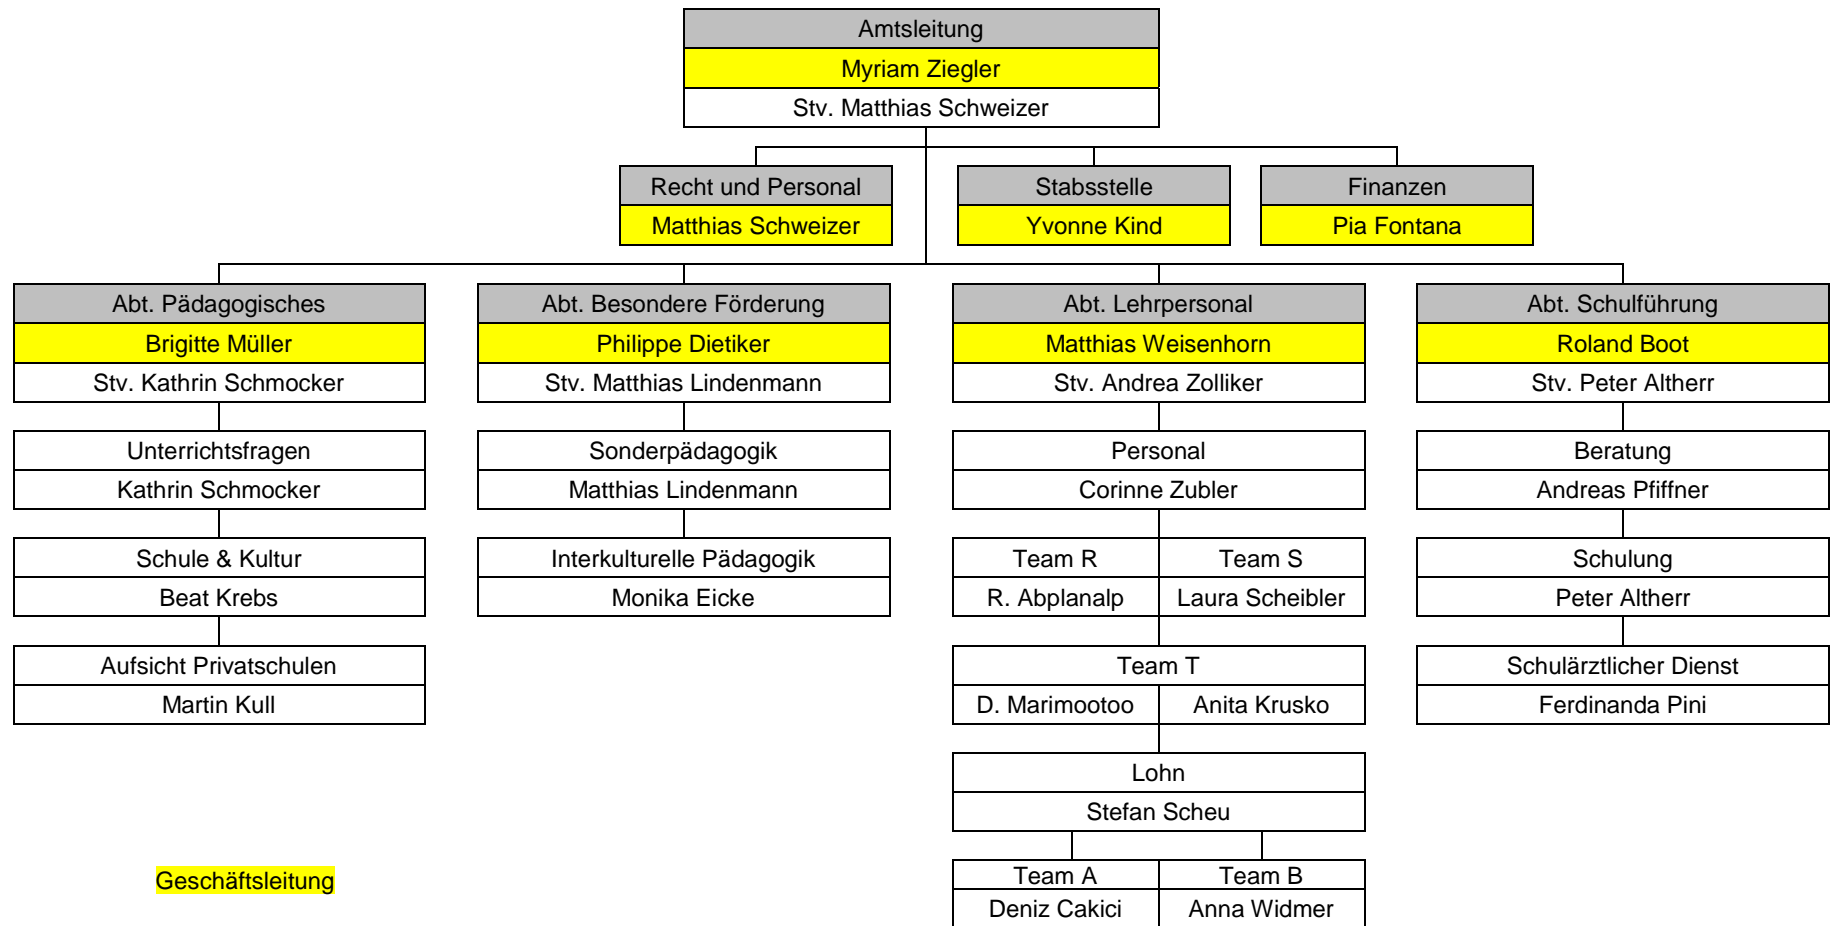 Amtsleitung
Myriam Ziegler
Stv. Matthias Schweizer
Recht und Personal
Matthias Schweizer
Stabsstelle
Yvonne Kind
Finanzen
Pia Fontana
Abt. Pädagogisches
Brigitte Müller
Stv. Kathrin Schmocker
Unterrichtsfragen
Kathrin Schmocker
Schule & Kultur
Beat Krebs
Aufsicht Privatschulen
Martin Kull
Abt. Besondere Förderung
Philippe Dietiker
Stv. Matthias Lindenmann
Sonderpädagogik
Matthias Lindenmann
Interkulturelle Pädagogik
Monika Eicke
Abt. Lehrpersonal
Matthias Weisenhorn
Stv. Andrea Zolliker
Personal
Corinne Zubler
Team R
R. Abplanalp
Team S
Laura Scheibler
Team T
D. Marimootoo
Anita Krusko
Lohn
Stefan Scheu
Team A
Deniz Cakici
Team B
Anna Widmer
Abt. Schulführung
Roland Boot
Stv. Peter Altherr
Beratung
Andreas Pfiffner
Schulung
Peter Altherr
Schulärztlicher Dienst
Ferdinanda Pini
Geschäftsleitung